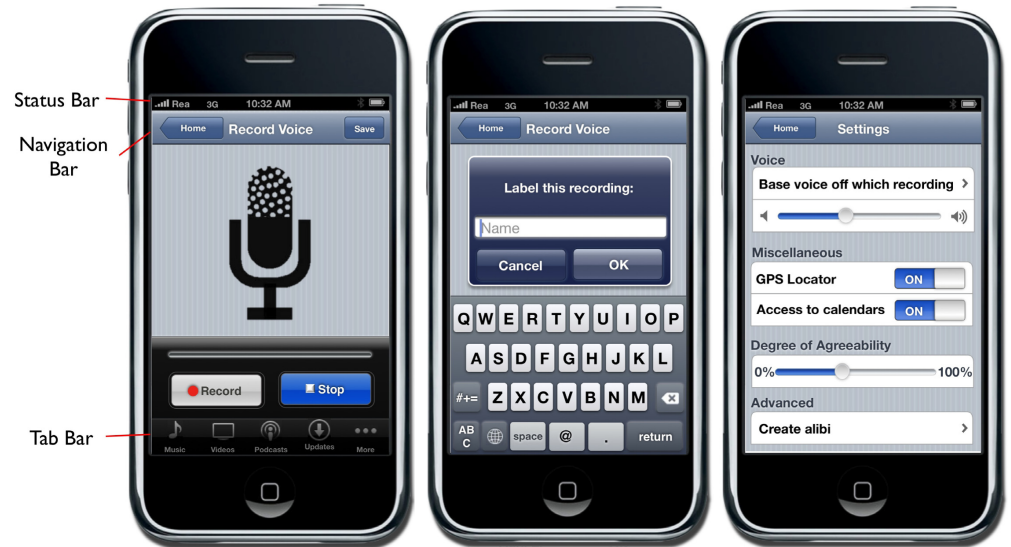 Status Bar
Navigation
Bar
Tab Bar
Rea 3G 10:32 AM
Home Record Voice Save
Record Stop
Music Videos Podcasts Updates More
Rea 3G 10:32 AM
Home Record Voice
Label this recording:
Name
Cancel OK
Q W E R T Y U I O P
A S D F G H J K L
#+= Z X C V B N M
AB
C space @ . return
Rea 3G 10:32 AM
Home Settings
Voice
Base voice off which recording
Miscellaneous
GPS Locator ON
Access to calendars ON
Degree of Agreeability
0% 100%
Advanced
Create alibi